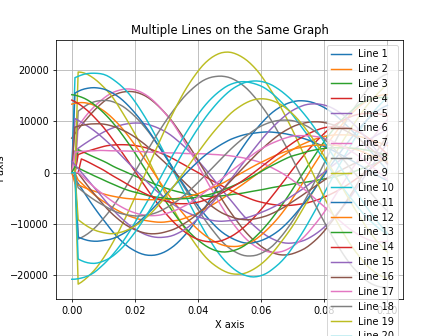 Multiple Lines on the Same Graph
20000
10000
0
−10000
−20000
0.00
0.02
0.04
0.06
0.08
X axis
Line 1
Line 2
Line 3
Line 4
Line 5
Line 6
Line 7
Line 8
Line 9
Line 10
Line 11
Line 12
Line 13
Line 14
Line 15
Line 16
Line 17
Line 18
Line 19